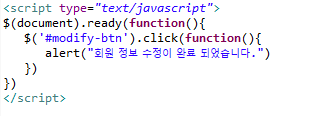 <script type="text/javascript">
$(document).ready(function(){
$('#modify-btn').click(function(){
alert("회원 정보 수정이 완료 되었습니다.")
})
})
</script>